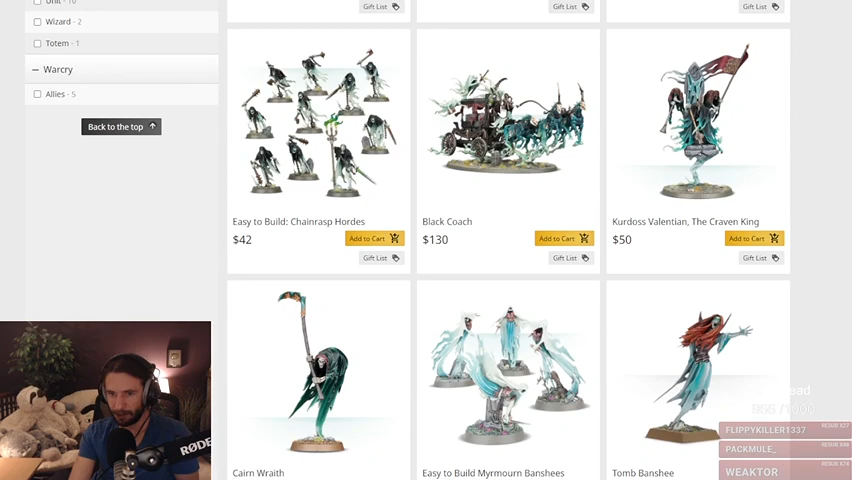 Unit - 10
Gift List
Gift List
Gift List
Wizard - 2
Totem - 1
Warcry
Allies - 5
Back to the top
Easy to Build: Chainrasp Hordes
$42
Add to Cart
Gift List
Black Coach
$130
Add to Cart
Gift List
Kurdoss Valentian, The Craven King
$50
Add to Cart
Gift List
Cairn Wraith
Easy to Build Myrmourn Banshees
Tomb Banshee
RØDE
FLIPPYKILLER1337
PACKMULE_
WEAKTOR